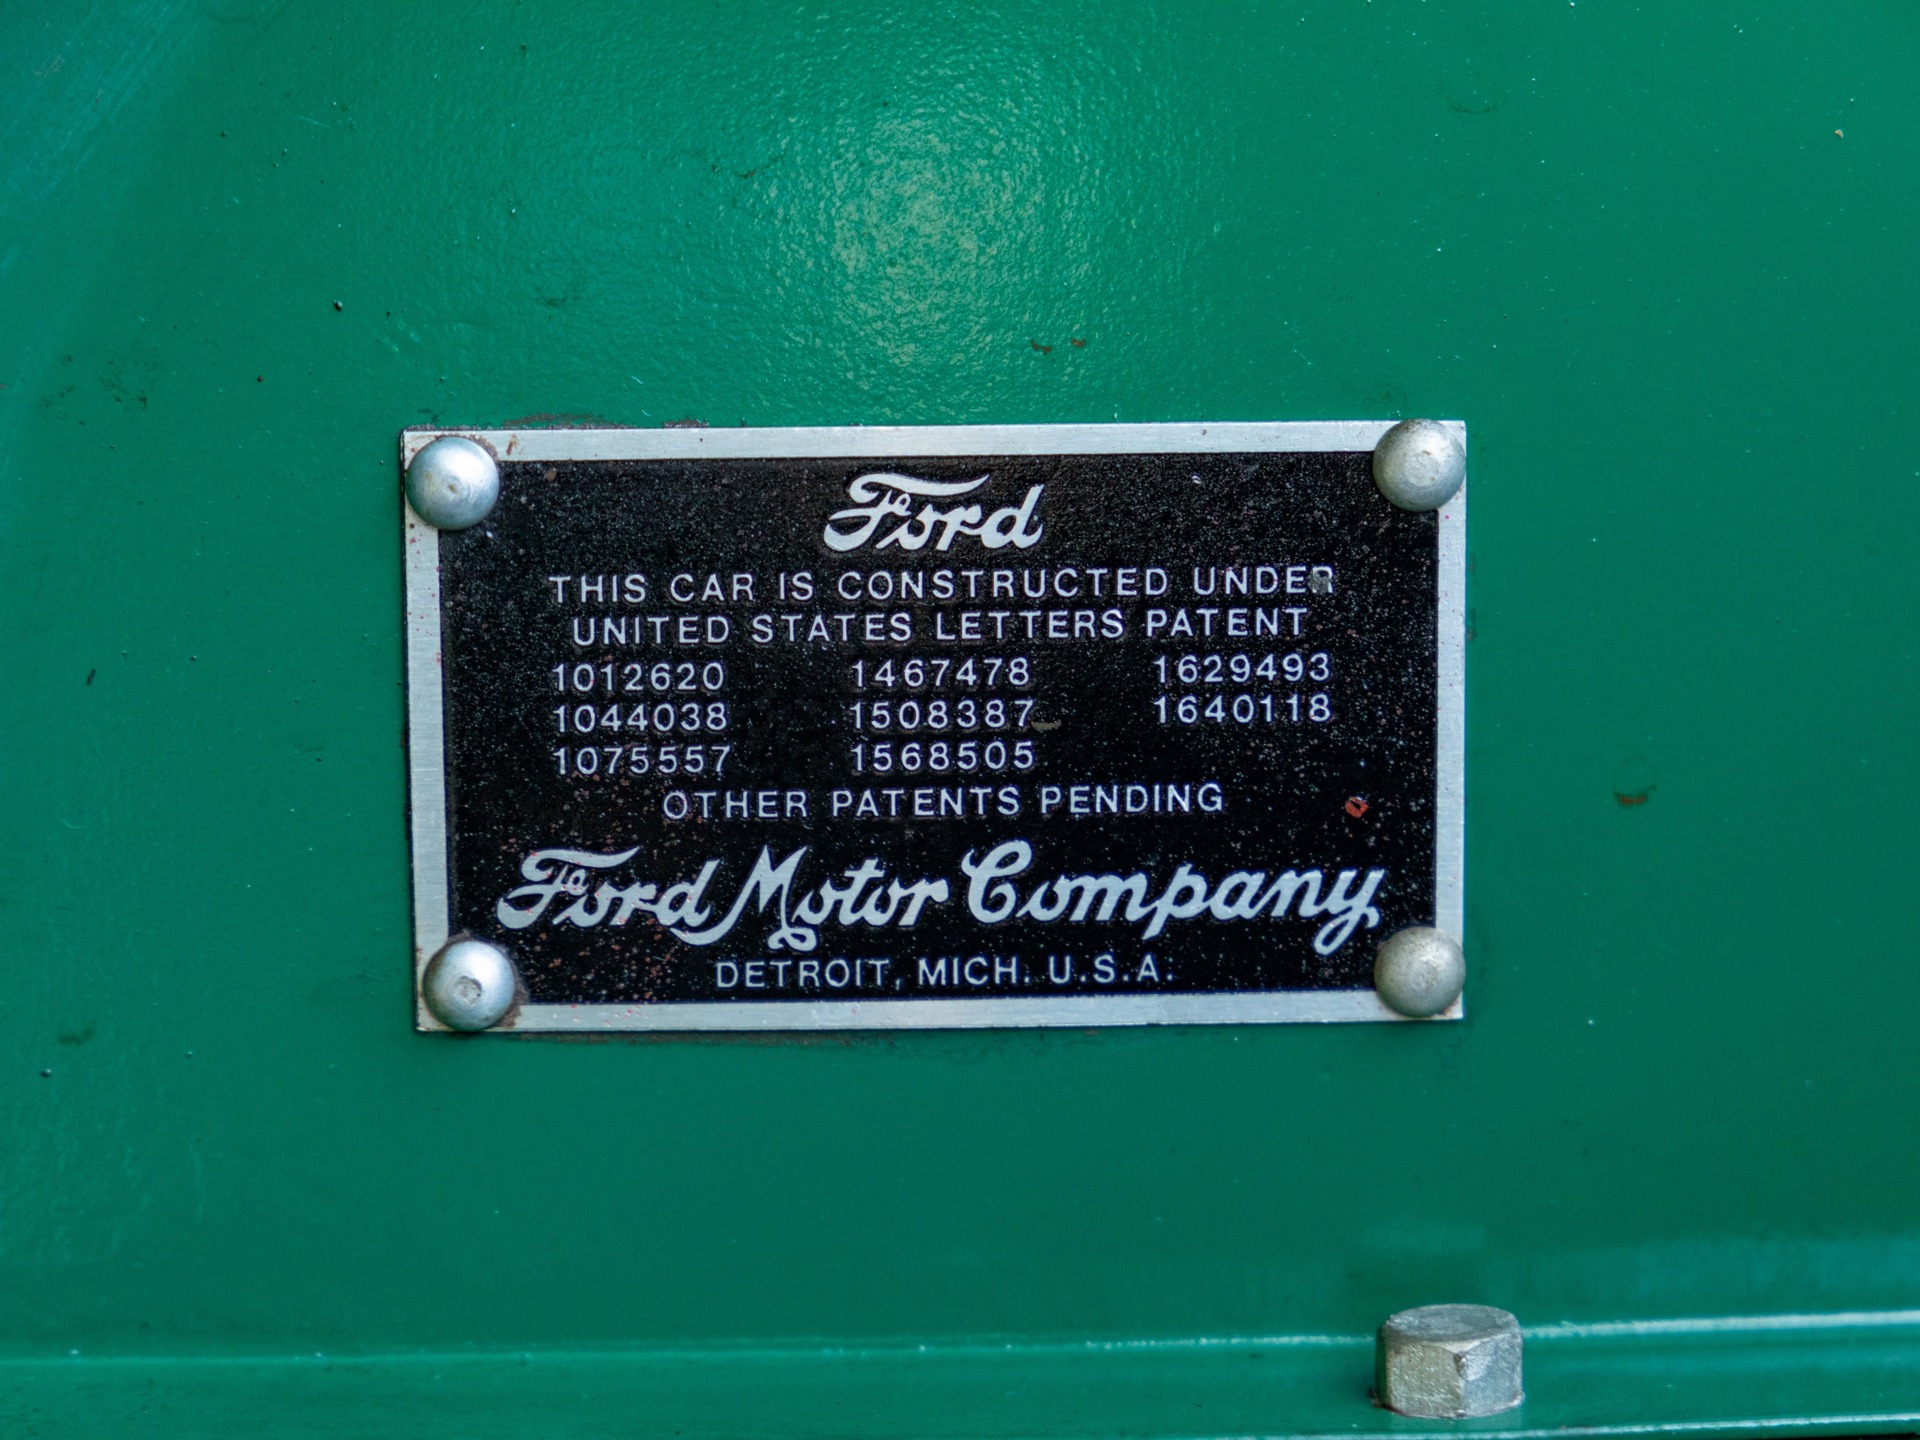 Ford
THIS CAR IS CONSTRUCTED UNDER
UNITED STATES LETTERS PATENT
1012620 1467478 1629493
1044038 1508387 1640118
1075557 1568505
OTHER PATENTS PENDING
Ford Motor Company
DETROIT, MICH. U.S.A.